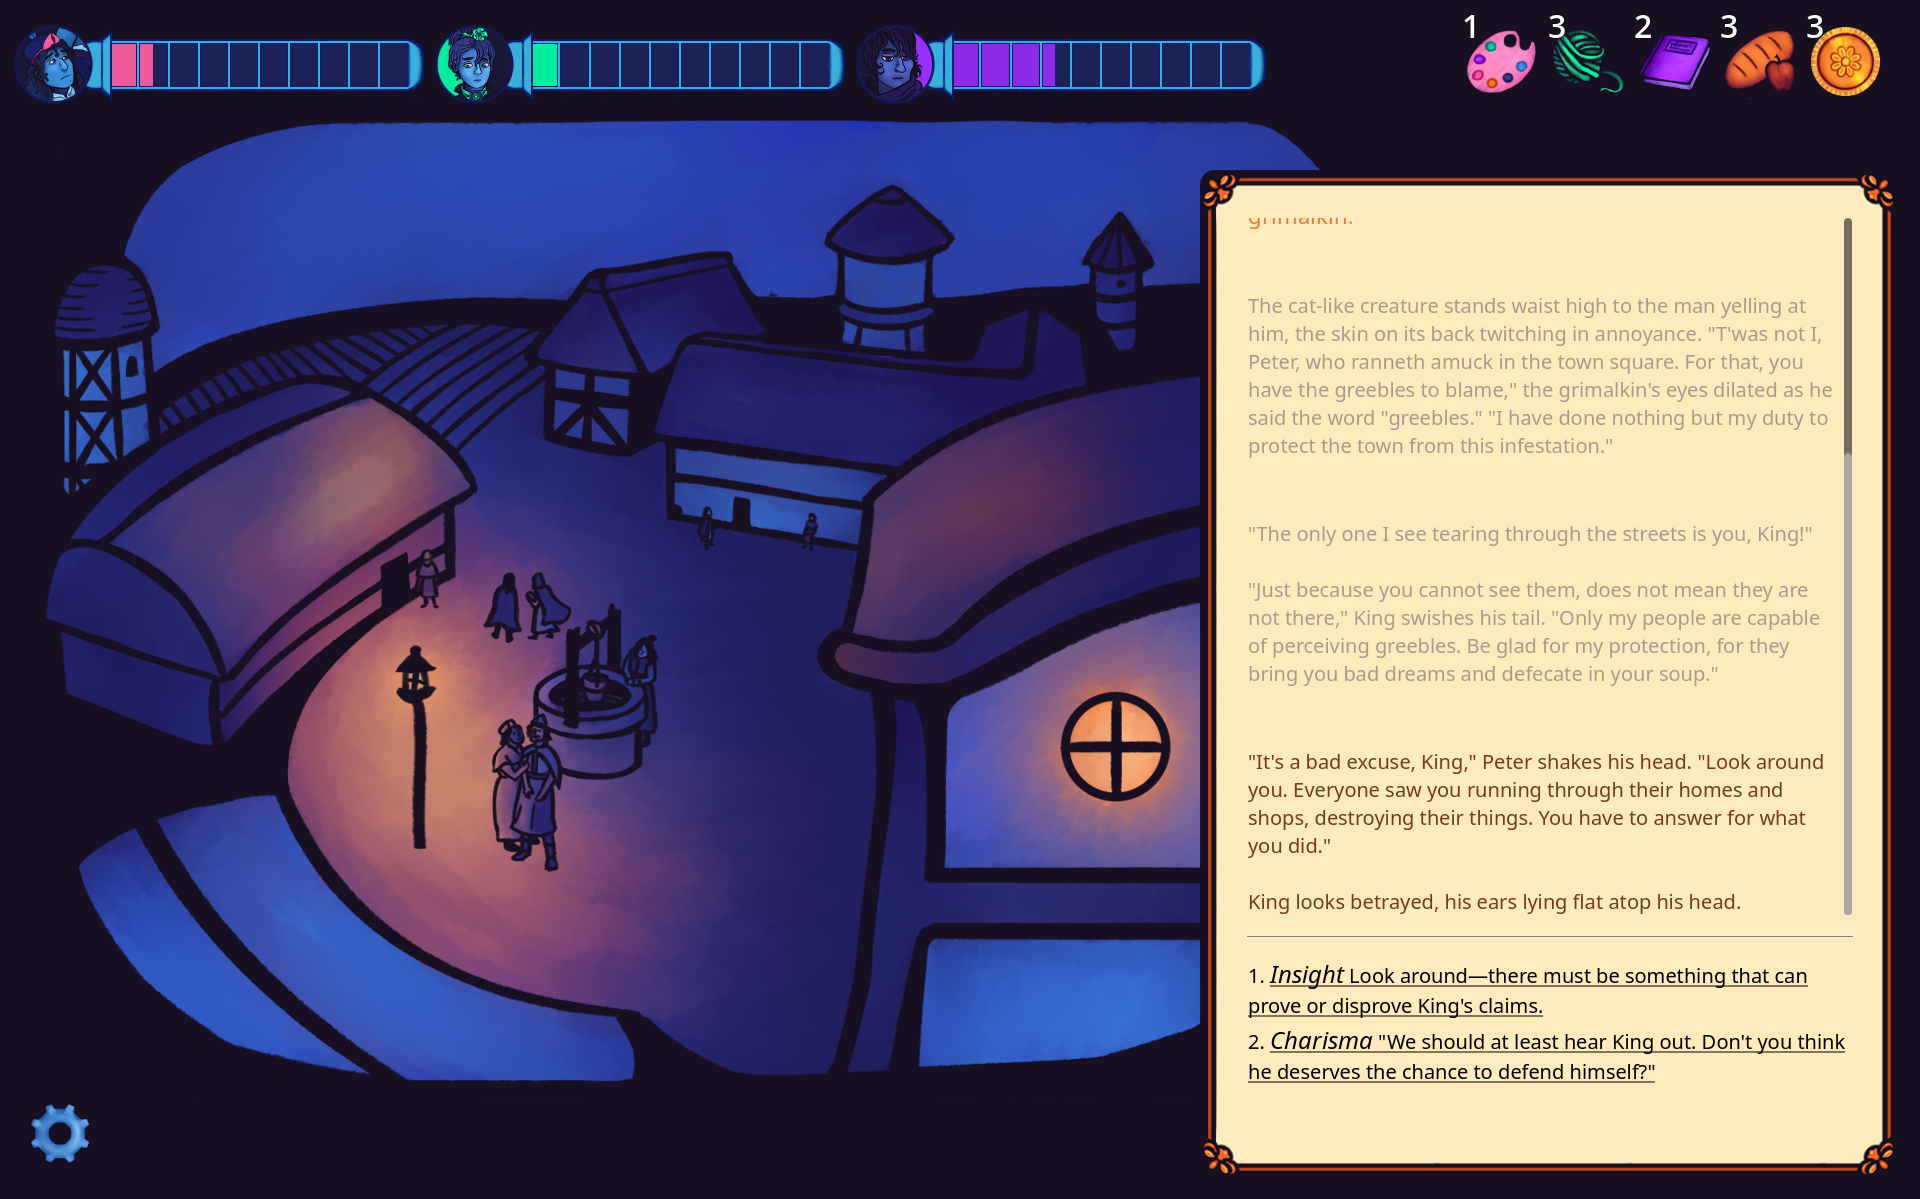 1 3 2 3 3
grimalkin.
The cat-like creature stands waist high to the man yelling at
him, the skin on its back twitching in annoyance. "T'was not I,
Peter, who ranneth amuck in the town square. For that, you
have the greebles to blame," the grimalkin's eyes dilated as he
said the word "greebles." "I have done nothing but my duty to
protect the town from this infestation."
"The only one I see tearing through the streets is you, King!"
"Just because you cannot see them, does not mean they are
not there," King swishes his tail. "Only my people are capable
of perceiving greebles. Be glad for my protection, for they
bring you bad dreams and defecate in your soup."
"It's a bad excuse, King," Peter shakes his head. "Look around
you. Everyone saw you running through their homes and
shops, destroying their things. You have to answer for what
you did."
King looks betrayed, his ears lying flat atop his head.
1. Insight Look around—there must be something that can
prove or disprove King's claims.
2. Charisma "We should at least hear King out. Don't you think
he deserves the chance to defend himself?"